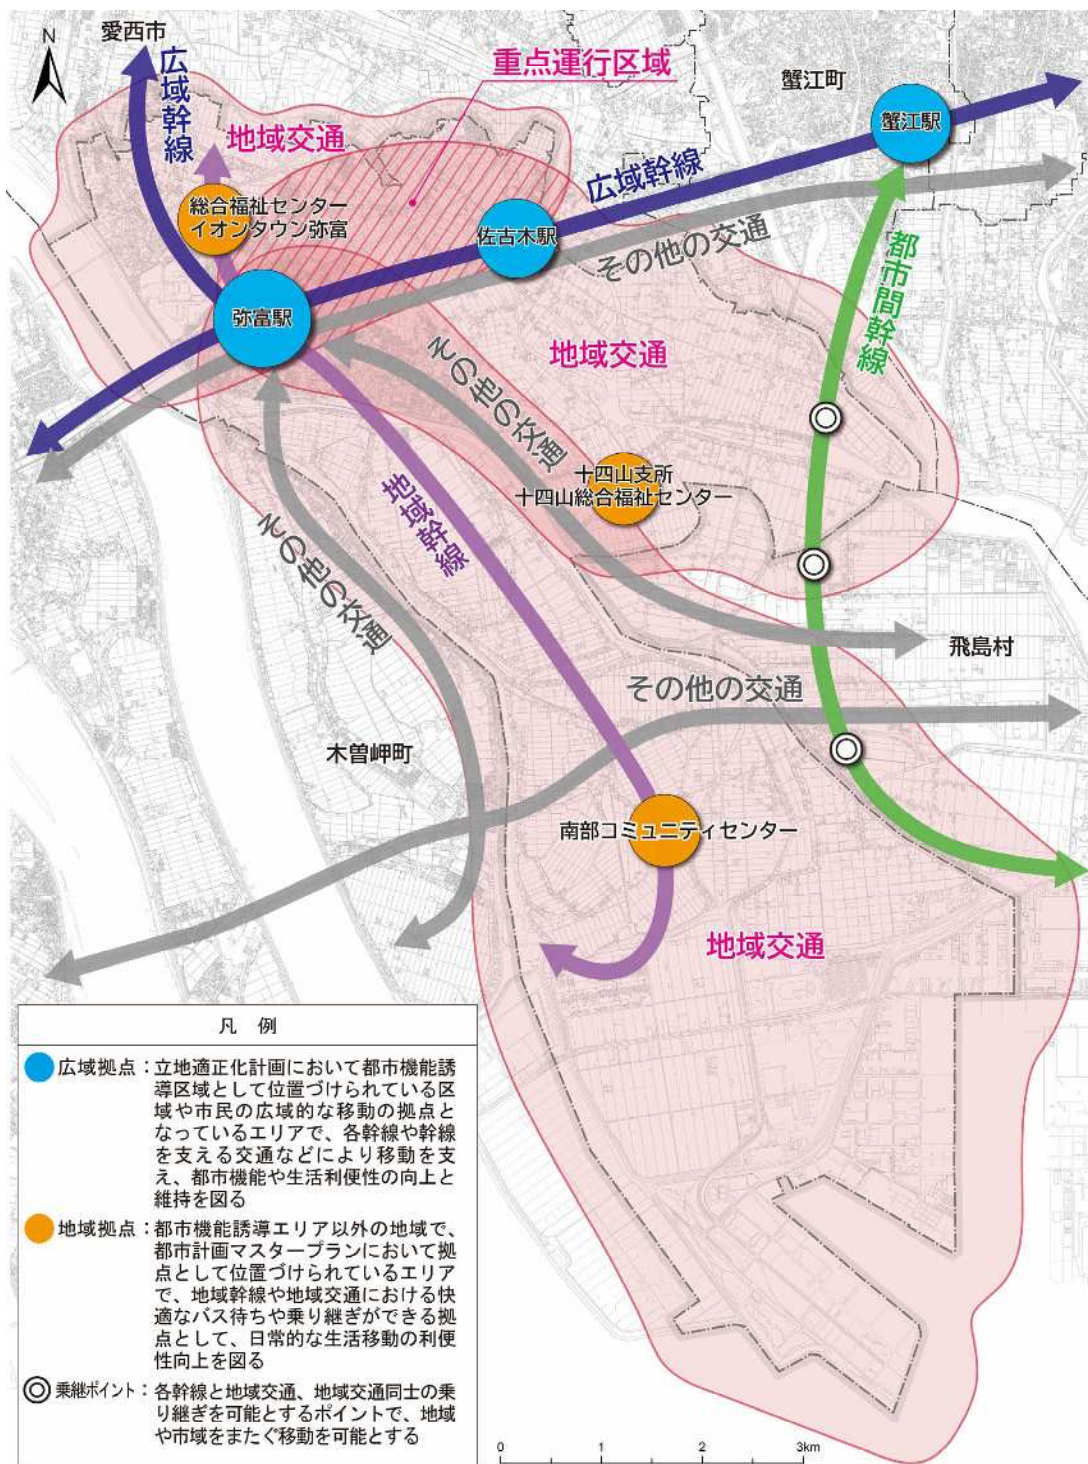 N
愛西市
広域幹線
重点運行区域
蟹江町
蟹江駅
地域交通
広域幹線
総合福祉センター
イオンタウン弥富
佐古木駅
その他の交通
都市間幹線
弥富駅
地域交通
その他の交通
十四山支所
十四山総合福祉センター
地域幹線
その他の交通
飛島村
その他の交通
木曽岬町
南部コミュニティセンター
地域交通
凡 例
広域拠点：立地適正化計画において都市機能誘
導区域として位置づけられている区
域や市民の広域的な移動の拠点と
なっているエリアで、各幹線や幹線
を支える交通などにより移動を支
え、都市機能や生活利便性の向上と
維持を図る
地域拠点：都市機能誘導エリア以外の地域で、
都市計画マスタープランにおいて拠
点として位置づけられているエリア
で、地域幹線や地域交通における快
適なバス待ちや乗り継ぎができる拠
点として、日常的な生活移動の利便
性向上を図る
乗継ポイント：各幹線と地域交通、地域交通同士の乗
り継ぎを可能とするポイントで、地域
や市域をまたぐ移動を可能とする
0 1 2 3km